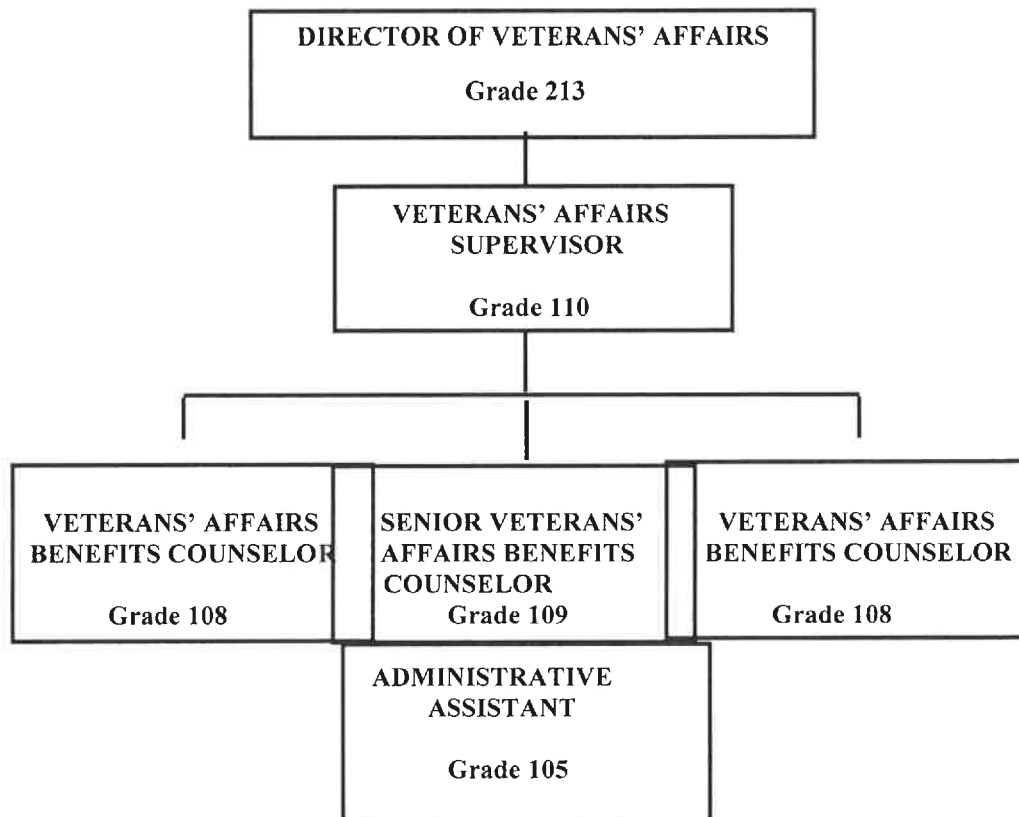 DIRECTOR OF VETERANS’ AFFAIRS
Grade 213
VETERANS’ AFFAIRS
SUPERVISOR
Grade 110
VETERANS’ AFFAIRS
BENEFITS COUNSELOR
Grade 108
SENIOR VETERANS’
AFFAIRS BENEFITS
COUNSELOR
Grade 109
VETERANS’ AFFAIRS
BENEFITS COUNSELOR
Grade 108
ADMINISTRATIVE
ASSISTANT
Grade 105